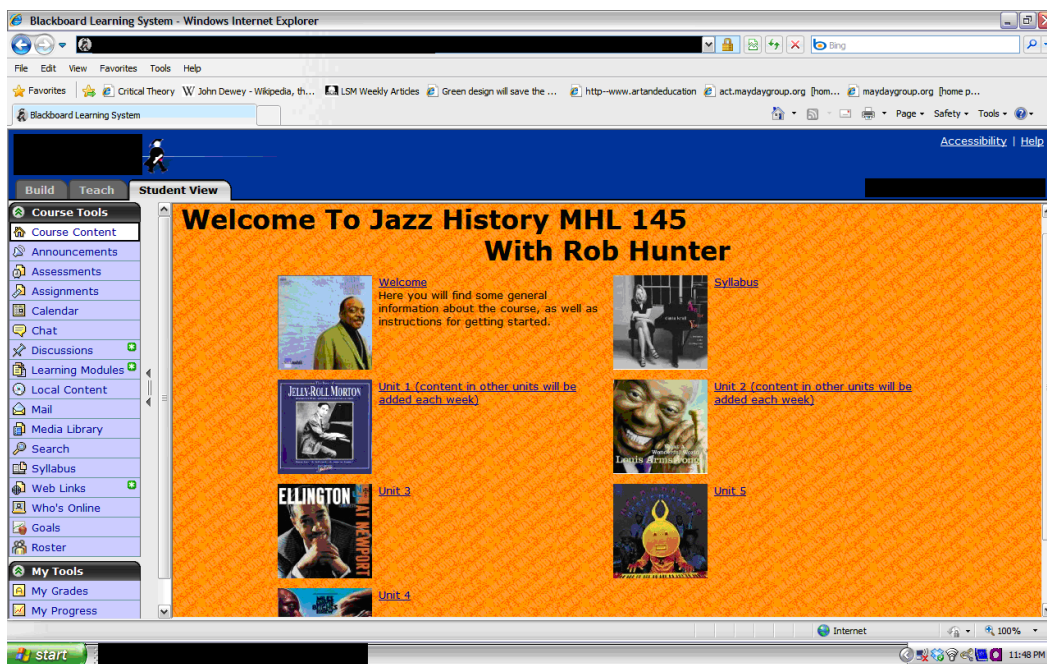 Blackboard Learning System - Windows Internet Explorer
Bing
File Edit View Favorites Tools Help
Favorites Critical Theory W John Dewey - Wikipedia, th... LSM Weekly Articles Green design will save the ... http--www.artandeducation act.maydaygroup.org [hom... maydaygroup.org [home p...
Blackboard Learning System Page Safety Tools
Accessibility | Help
Build Teach Student View
Course Tools
Course Content
Announcements
Assessments
Assignments
Calendar
Chat
Discussions
Learning Modules
Local Content
Mail
Media Library
Search
Syllabus
Web Links
Who's Online
Goals
Roster
My Tools
My Grades
My Progress
Welcome To Jazz History MHL 145
With Rob Hunter
Welcome
Here you will find some general
information about the course, as well as
instructions for getting started.
Syllabus
JELLY ROLL MORTON
Unit 1 (content in other units will be
added each week)
Louis Armstrong
Unit 2 (content in other units will be
added each week)
ELLINGTON
AT NEWPORT
Unit 3
Unit 5
Unit 4
Internet 100%
start 11:48 PM